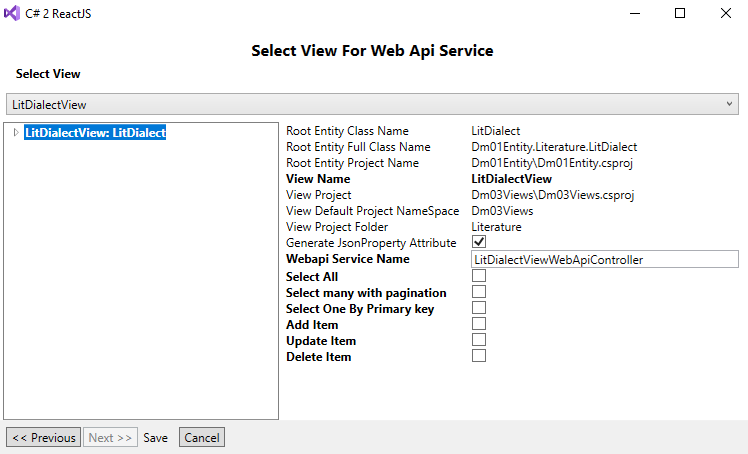 C# 2 ReactJS
Select View For Web Api Service
Select View
LitDialectView
LitDialectView: LitDialect
Root Entity Class Name LitDialect
Root Entity Full Class Name Dm01Entity.Literature.LitDialect
Root Entity Project Name Dm01Entity\Dm01Entity.csproj
View Name LitDialectView
View Project Dm03Views\Dm03Views.csproj
View Default Project NameSpace Dm03Views
View Project Folder Literature
Generate JsonProperty Attribute
Webapi Service Name LitDialectViewWebApiController
Select All
Select many with pagination
Select One By Primary key
Add Item
Update Item
Delete Item
<< Previous Next >> Save Cancel